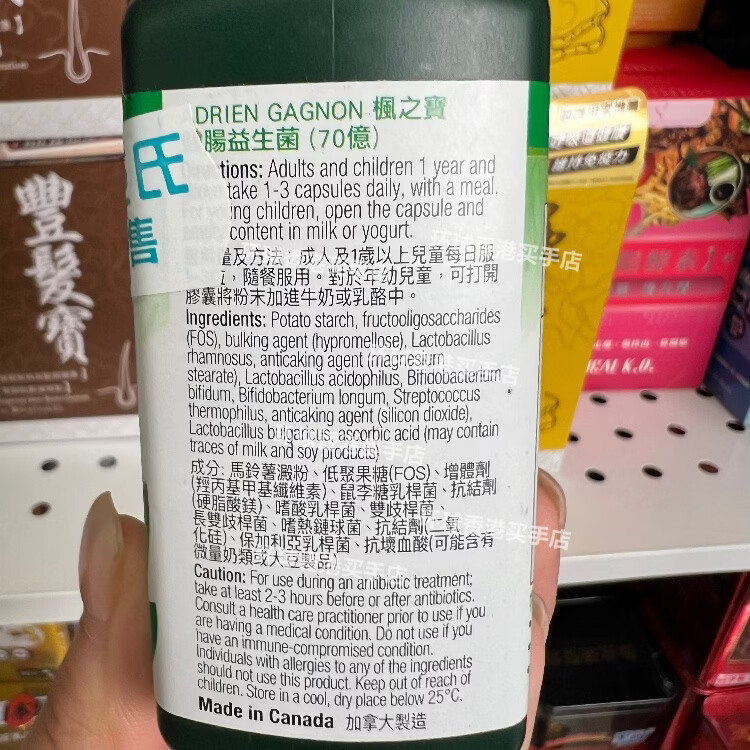 DRIEN GAGNON 楓之寶
腸益生菌 (70億)
氏
善
tions: Adults and children 1 year and
take 1-3 capsules daily, with a meal.
ng children, open the capsule and
content in milk or yogurt.
量及方法：成人及1歲以上兒童每日服
，隨餐服用。對於年幼兒童，可打開
膠囊將粉末加進牛奶或乳酪中。
Ingredients: Potato starch, fructooligosaccharides
(FOS), bulking agent (hypromellose), Lactobacillus
rhamnosus, anticaking agent (magnesium
stearate), Lactobacillus acidophilus, Bifidobacterium
bifidum, Bifidobacterium longum, Streptococcus
thermophilus, anticaking agent (silicon dioxide),
Lactobacillus bulgaricus, ascorbic acid (may contain
traces of milk and soy products)
成分: 馬鈴薯澱粉、低聚果糖(FOS)、增體劑
(羥丙基甲基纖維素)、鼠李糖乳桿菌、抗結劑
(硬脂酸鎂)、嗜酸乳桿菌、雙歧桿菌、
長雙歧桿菌、嗜熱鏈球菌、抗結劑(二氧
化硅)、保加利亞乳桿菌、抗壞血酸(可能含有
微量奶類或大豆製品)
Caution: For use during an antibiotic treatment;
take at least 2-3 hours before or after antibiotics.
Consult a health care practitioner prior to use if you
are having a medical condition. Do not use if you
have an immune-compromised condition.
Individuals with allergies to any of the ingredients
should not use this product. Keep out of reach of
children. Store in a cool, dry place below 25°C.
Made in Canada 加拿大製造
豐髮寶
香港买手店